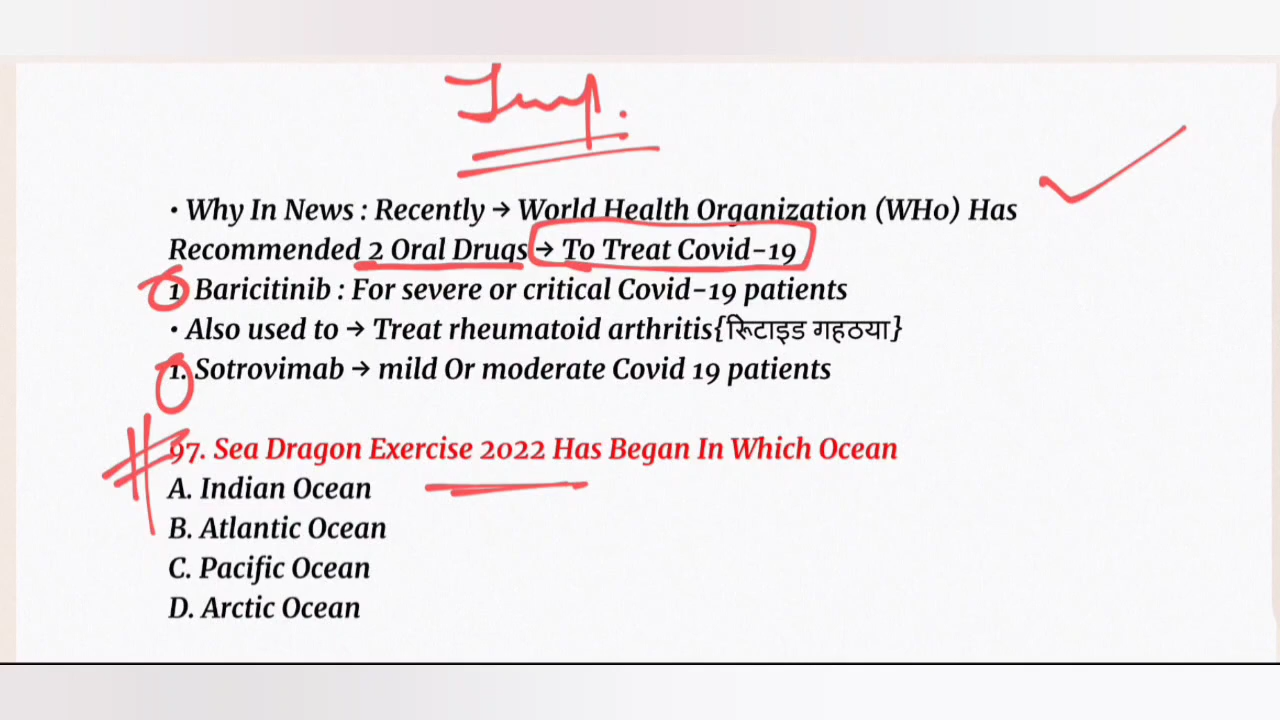 Imp.
• Why In News : Recently → World Health Organization (WHo) Has
Recommended 2 Oral Drugs → To Treat Covid-19
1. Baricitinib : For severe or critical Covid-19 patients
• Also used to → Treat rheumatoid arthritis{रूिटाइड गहठया}
1. Sotrovimab → mild Or moderate Covid 19 patients
97. Sea Dragon Exercise 2022 Has Began In Which Ocean
A. Indian Ocean
B. Atlantic Ocean
C. Pacific Ocean
D. Arctic Ocean